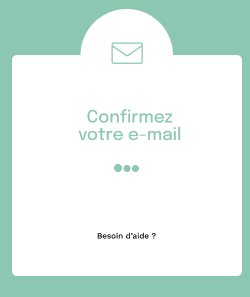 Confirmez
votre e-mail
Besoin d'aide ?